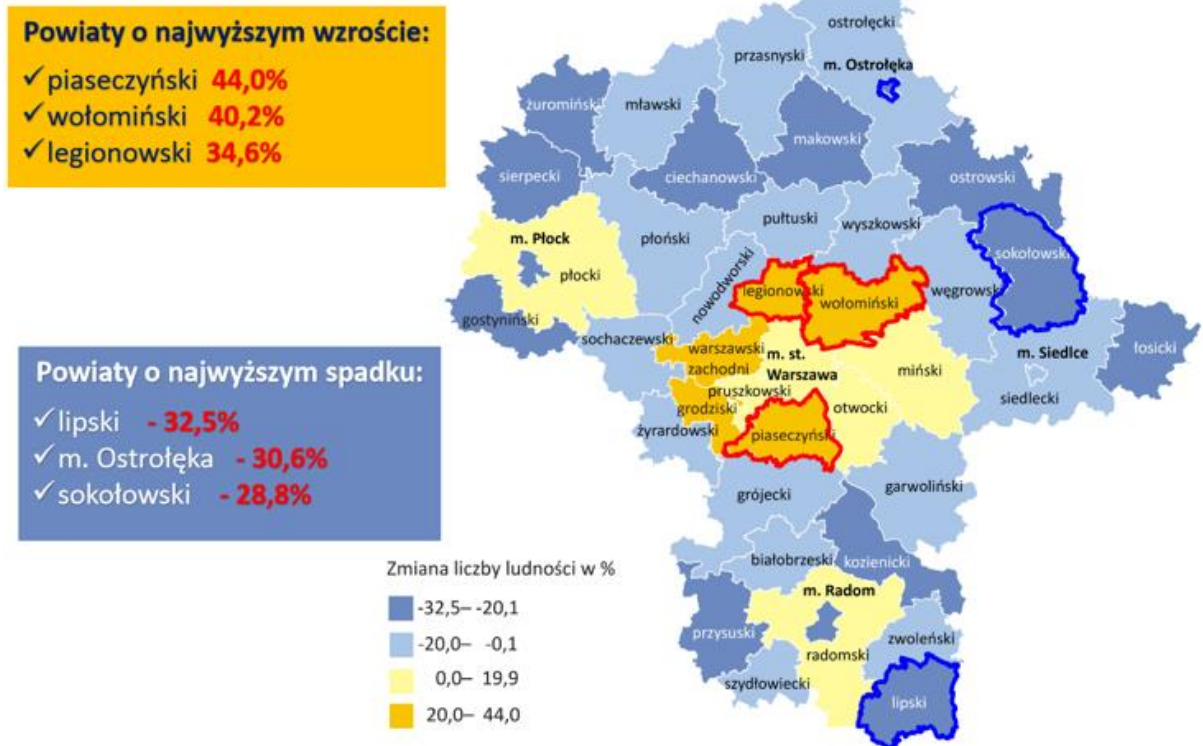 Powiaty o najwyższym wzroście:
✓ piaseczyński 44,0%
✓ wołomiński 40,2%
✓ legionowski 34,6%
Powiaty o najwyższym spadku:
✓ lipski - 32,5%
✓ m. Ostrołęka - 30,6%
✓ sokołowski - 28,8%
Zmiana liczby ludności w %
-32,5– -20,1
-20,0– -0,1
0,0– 19,9
20,0– 44,0
ostrołęcki
przasnyski
m. Ostrołęka
żuromiński
mławski
makowski
sierpecki
ciechanowski
ostrowski
pułtuski
wyszkowski
m. Płock
płoński
sokołowski
płocki
nowodworski
legionowski
wołomiński
węgrowski
gostyniński
sochaczewski
warszawski
zachodni
m. st.
Warszawa
m. Siedlce
łosicki
miński
pruszkowski
siedlecki
grodziski
otwocki
żyrardowski
piaseczyński
grójecki
garwoliński
białobrzeski
kozienicki
m. Radom
przysuski
zwoleński
radomski
szydłowiecki
lipski